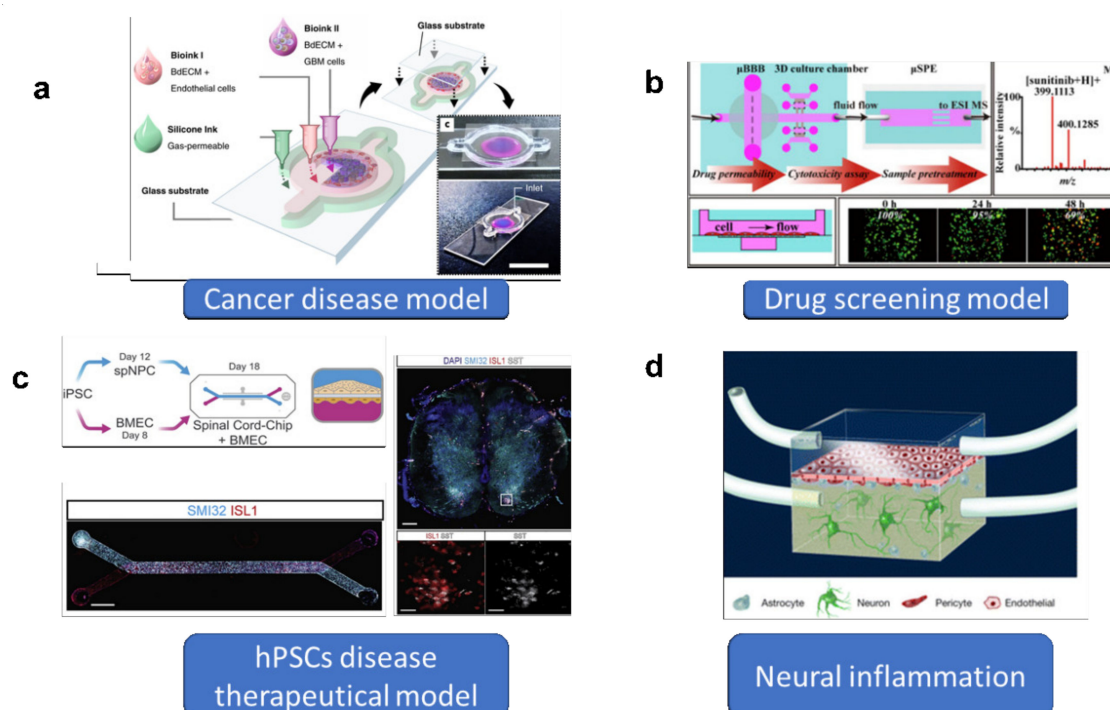 a
Bioink I
BdECM +
Endothelial cells
Bioink II
BdECM +
GBM cells
Glass substrate
Silicone Ink
Gas-permeable
Glass substrate
c
Inlet
Cancer disease model
b
μBBB
3D culture chamber
μSPE
fluid flow
to ESI MS
Drug permeability
Cytotoxicity assay
Sample pretreatment
M
[sunitinib+H]+
399.1113
100
400.1285
%
0
Relative intensity
m/z
cell
flow
0 h
24 h
48 h
100%
95%
69%
Drug screening model
c
iPSC
Day 12
spNPC
BMEC
Day 8
Day 18
Spinal Cord-Chip
+ BMEC
SMI32 ISL1
DAPI SMI32 ISL1 SST
ISL1 SST
SST
hPSCs disease
therapeutical model
d
Astrocyte
Neuron
Pericyte
Endothelial
Neural inflammation